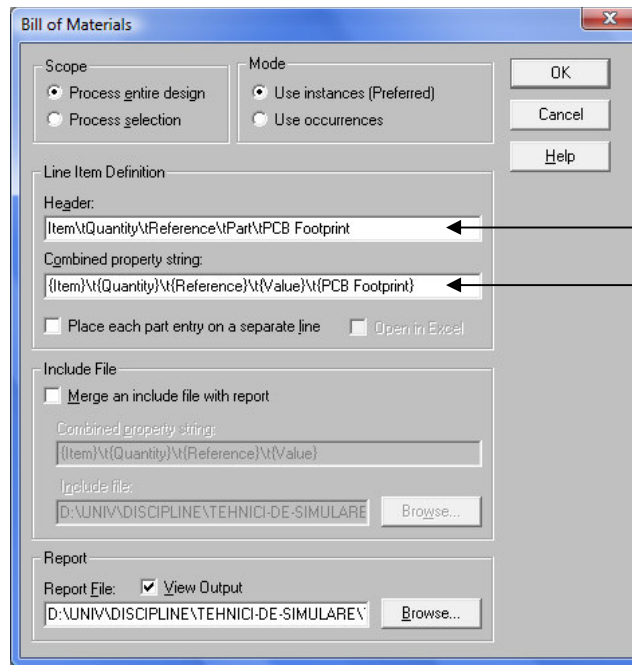 Bill of Materials
Scope
Process entire design
Process selection
Mode
Use instances (Preferred)
Use occurrences
OK
Cancel
Help
Line Item Definition
Header:
Item\tQuantity\tReference\tPart\tPCB Footprint
Combined property string:
{Item}\t{Quantity}\t{Reference}\t{Value}\t{PCB Footprint}
Place each part entry on a separate line
Open in Excel
Include File
Merge an include file with report
Combined property string:
{Item}\t{Quantity}\t{Reference}\t{Value}
Include file:
D:\UNIV\DISCIPLINE\TEHNICI-DE-SIMULARE
Browse...
Report
Report File:
View Output
D:\UNIV\DISCIPLINE\TEHNICI-DE-SIMULARE\
Browse...